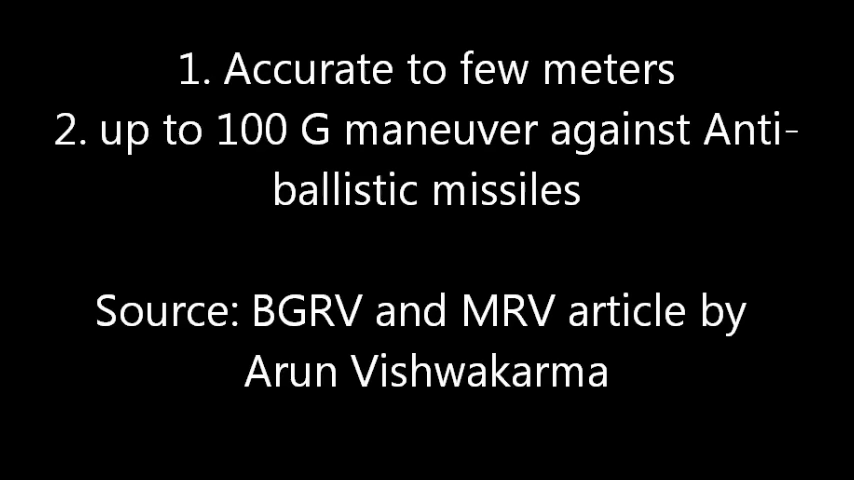 1. Accurate to few meters
2. up to 100 G maneuver against Anti-
ballistic missiles
Source: BGRV and MRV article by
Arun Vishwakarma